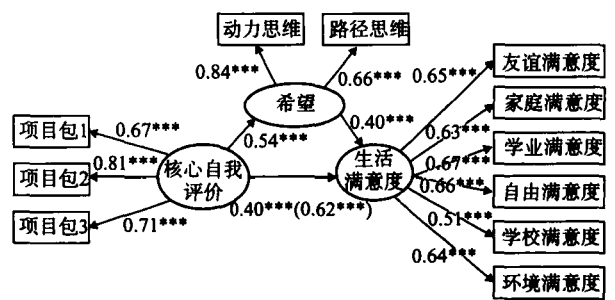 动力思维 路径思维
0.84*** 0.66*** 0.65***
友谊满意度
希望
家庭满意度
项目包1 0.67*** 0.54*** 0.40*** 0.63***
学业满意度
项目包2 0.81*** 核心自我评价 生活满意度 0.67***
0.66*** 自由满意度
项目包3 0.71*** 0.40***(0.62***) 0.51***
学校满意度
0.64***
环境满意度